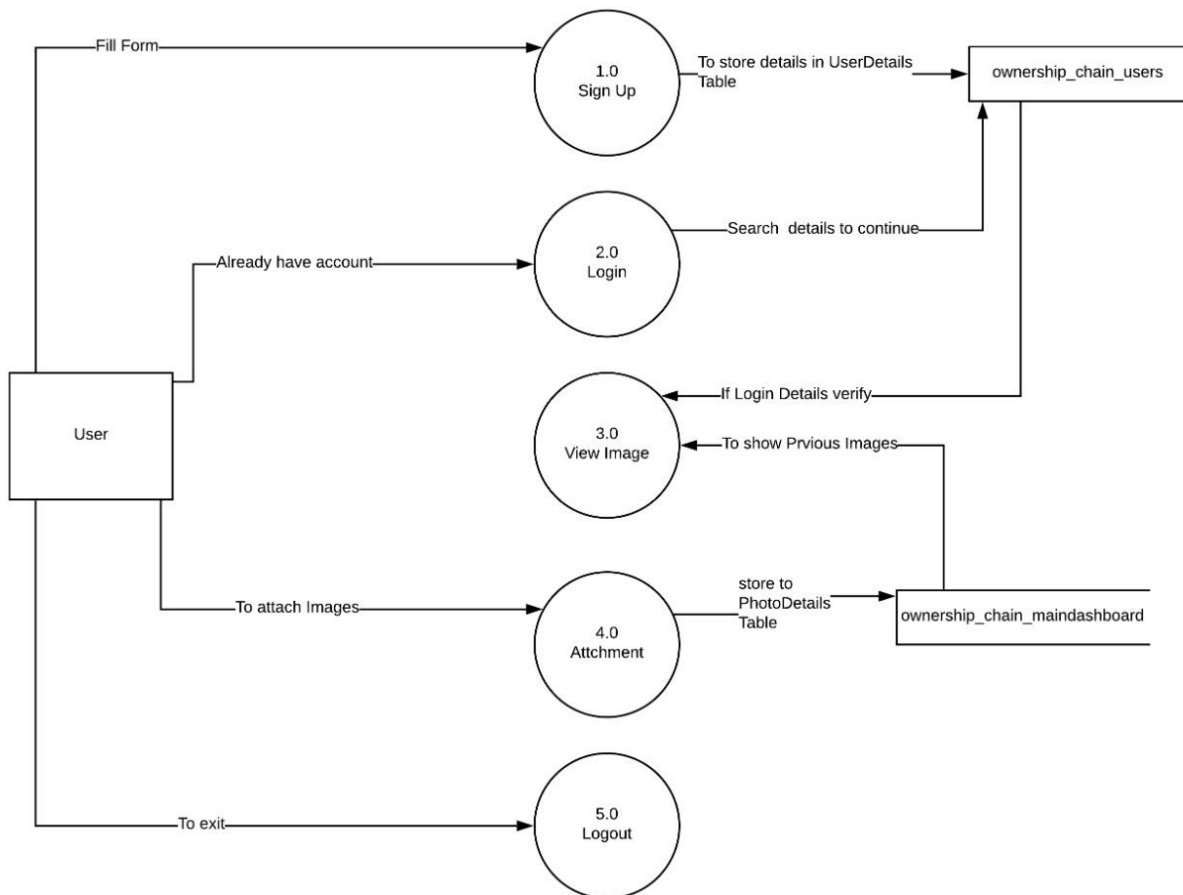 Fill Form
1.0
Sign Up
To store details in UserDetails
Table
ownership_chain_users
2.0
Login
Search  details to continue
Already have account
User
If Login Details verify
3.0
View Image
To show Prvious Images
To attach Images
4.0
Attchment
store to
PhotoDetails
Table
ownership_chain_maindashboard
To exit
5.0
Logout